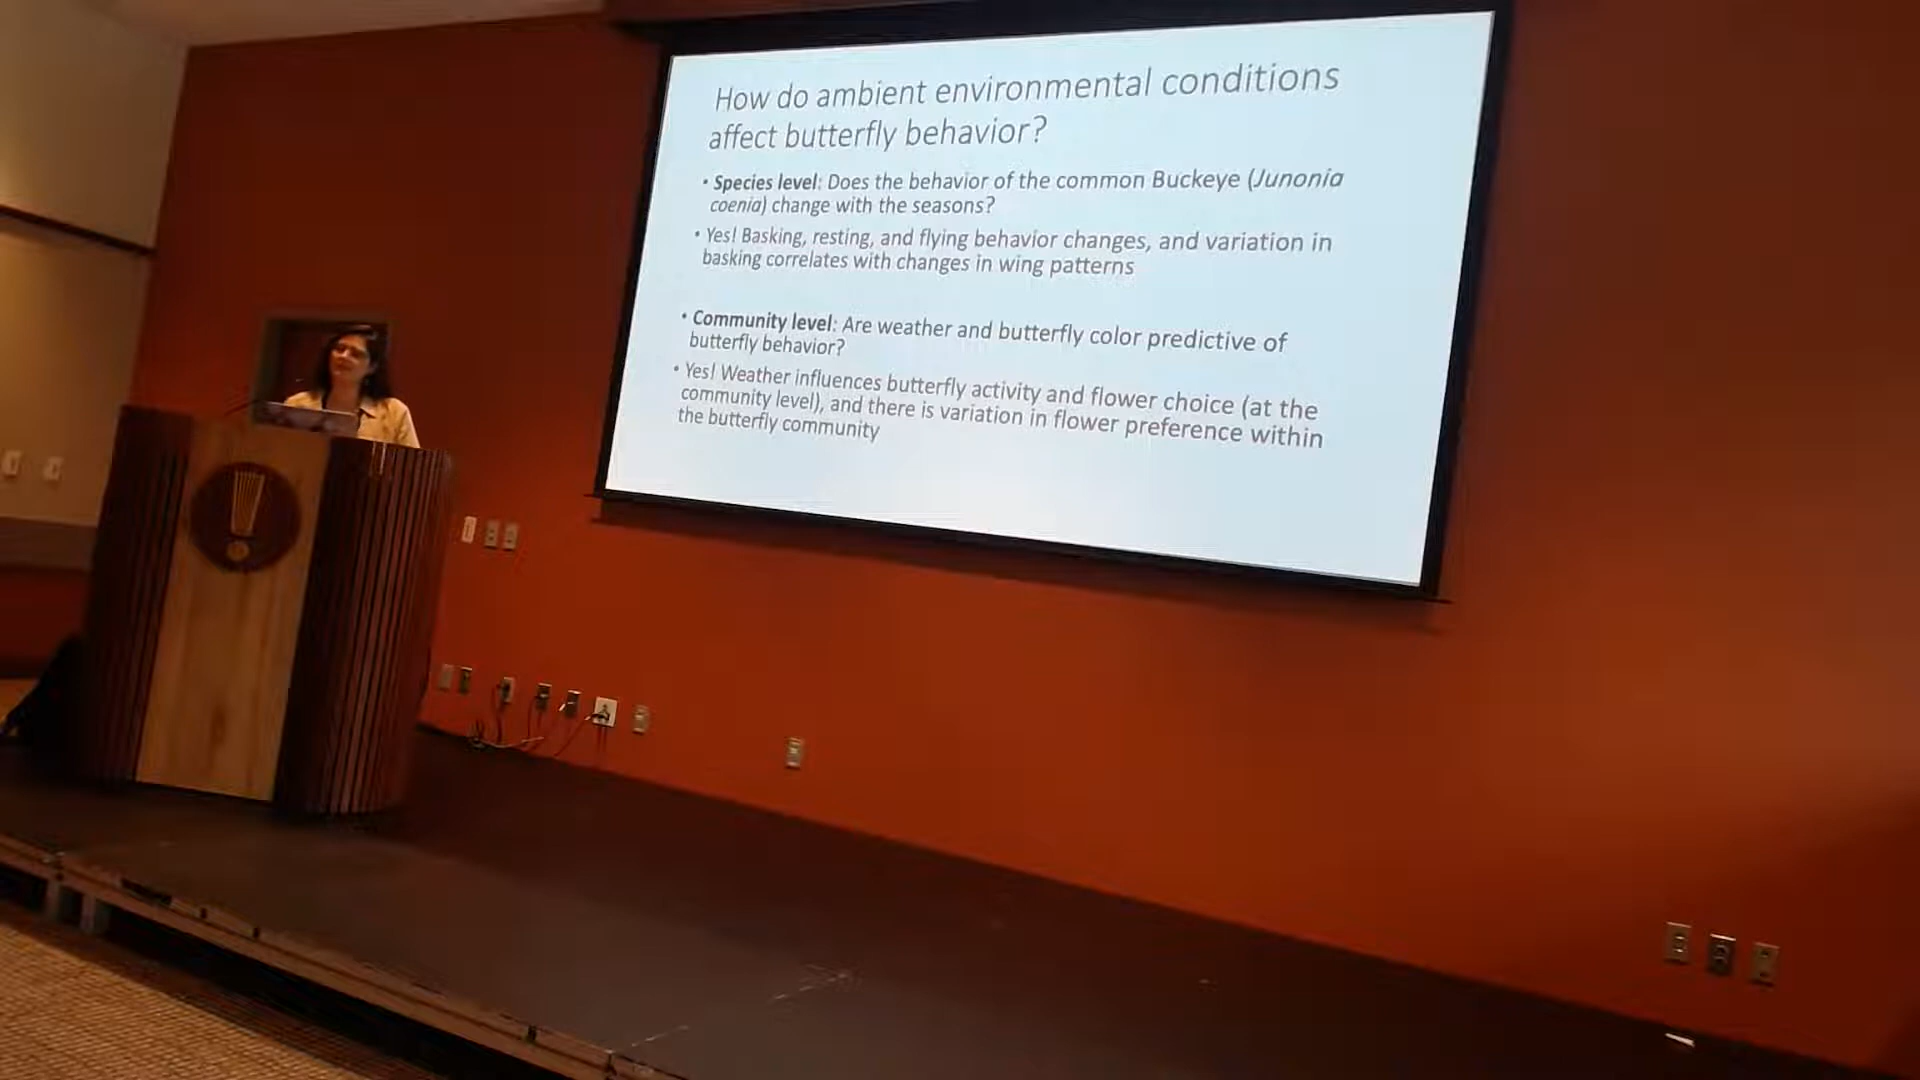 How do ambient environmental conditions
affect butterfly behavior?
• Species level: Does the behavior of the common Buckeye (Junonia
coenia) change with the seasons?
• Yes! Basking, resting, and flying behavior changes, and variation in
basking correlates with changes in wing patterns
• Community level: Are weather and butterfly color predictive of
butterfly behavior?
• Yes! Weather influences butterfly activity and flower choice (at the
community level), and there is variation in flower preference within
the butterfly community